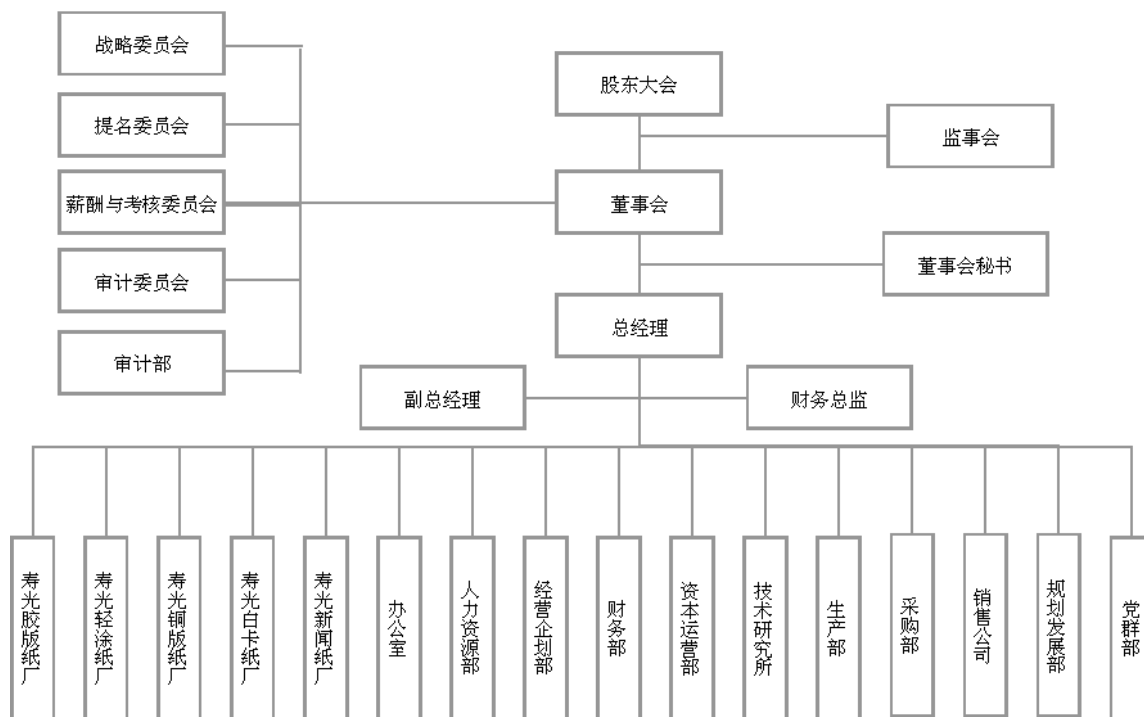 战略委员会
股东大会
提名委员会
监事会
薪酬与考核委员会
董事会
审计委员会
董事会秘书
总经理
审计部
副总经理
财务总监
寿光胶版纸厂
寿光轻涂纸厂
寿光铜版纸厂
寿光白卡纸厂
寿光新闻纸厂
办公室
人力资源部
经营企划部
财务部
资本运营部
技术研究所
生产部
采购部
销售公司
规划发展部
党群部